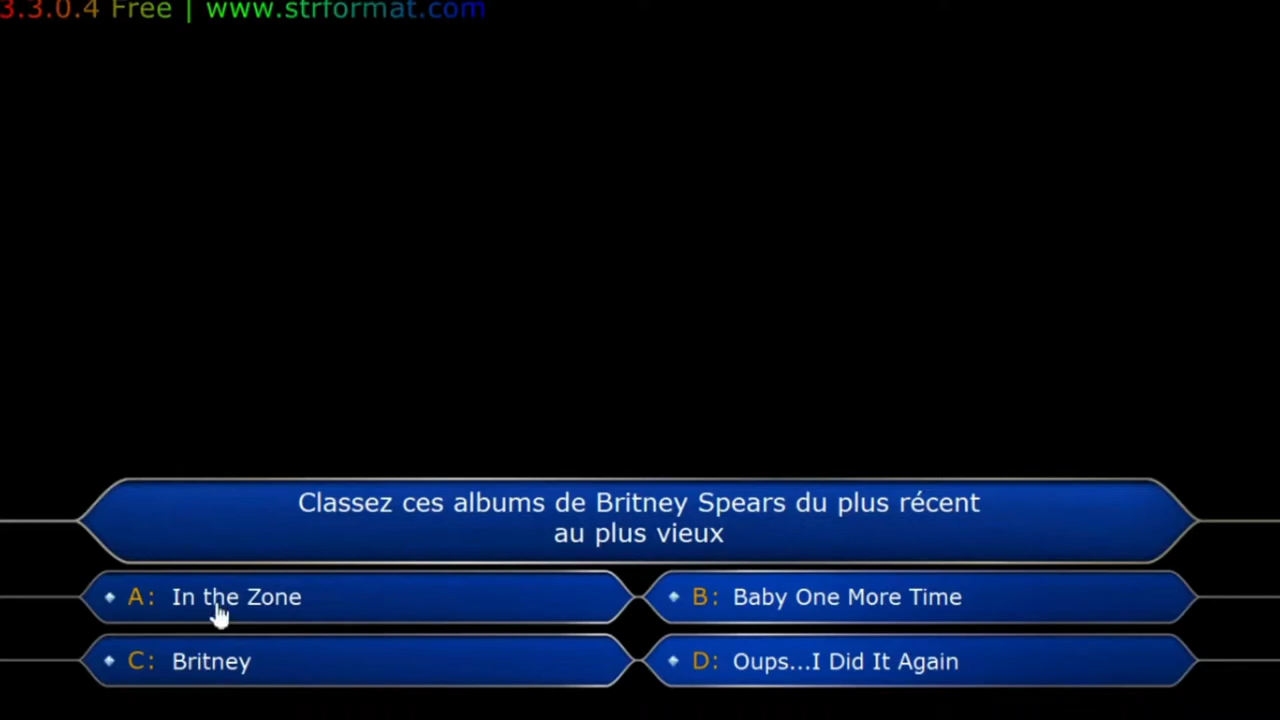 3.3.0.4 Free | www.strformat.com
Classez ces albums de Britney Spears du plus récent
au plus vieux
A: In the Zone
B: Baby One More Time
C: Britney
D: Oups...I Did It Again